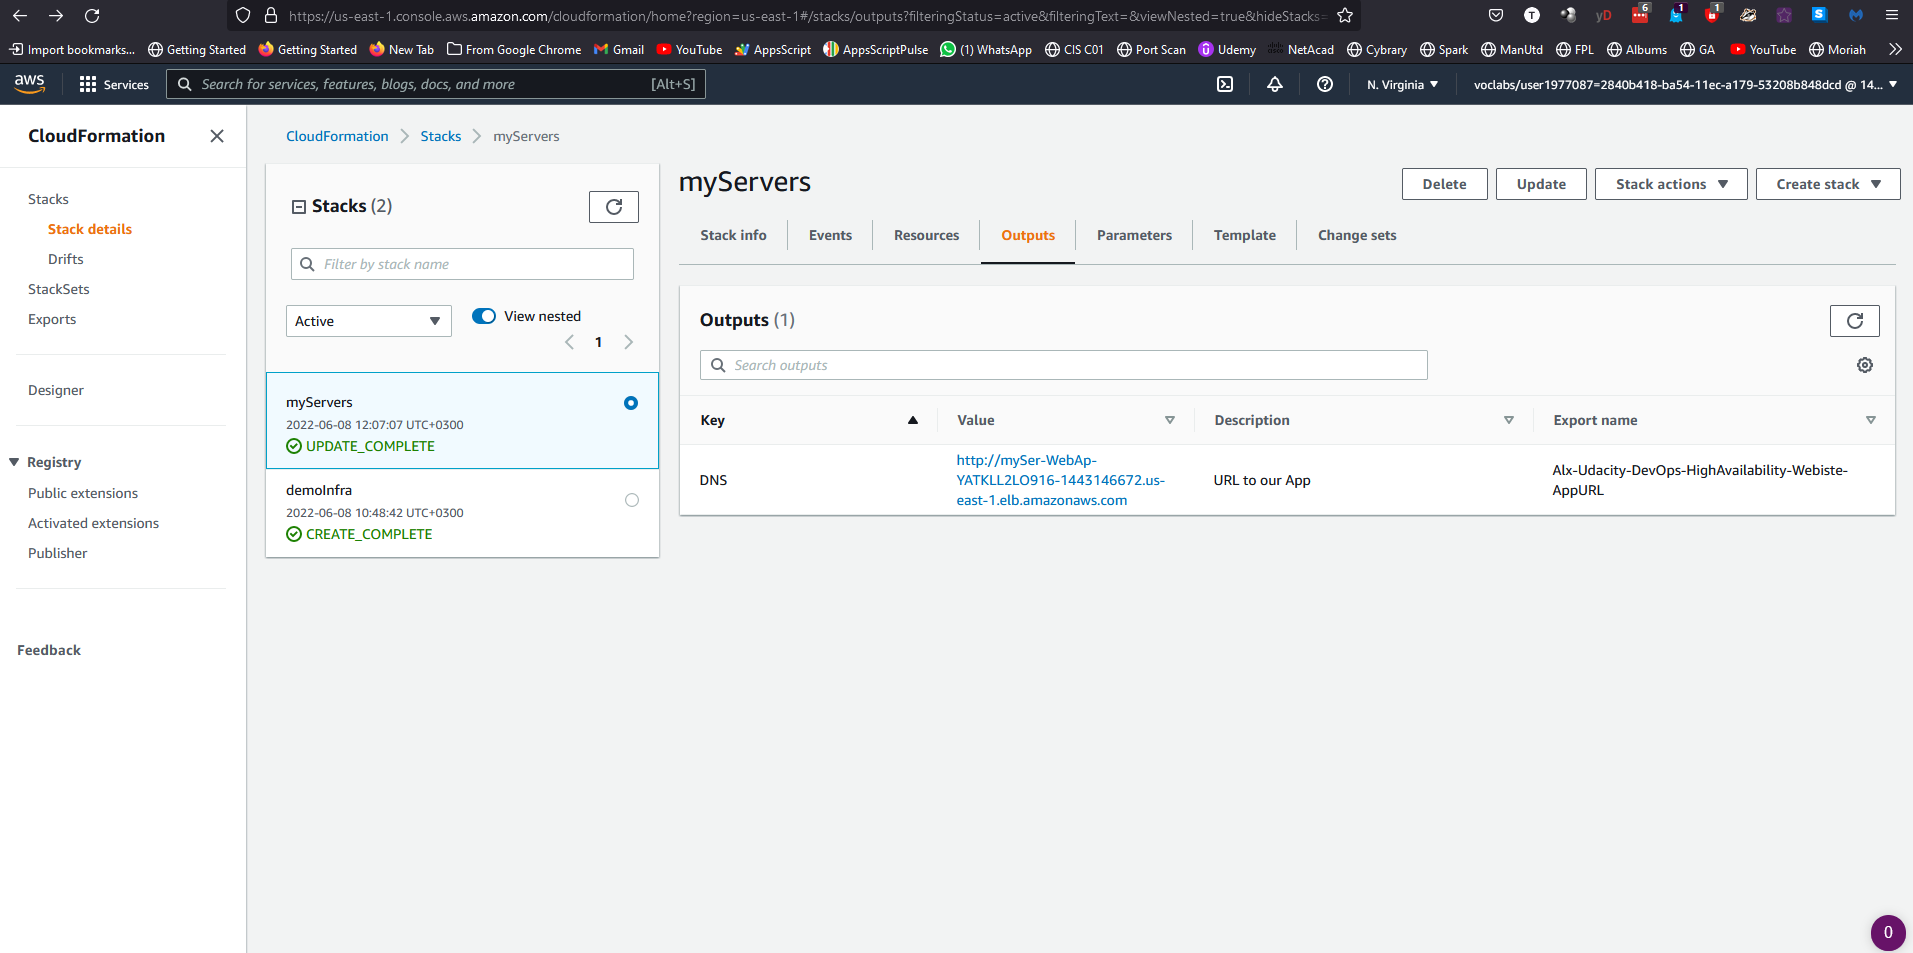 https://us-east-1.console.aws.amazon.com/cloudformation/home?region=us-east-1#/stacks/outputs?filteringStatus=active&filteringText=&viewNested=true&hideStacks=
T
yD
6
1
1
S
Import bookmarks...
Getting Started
Getting Started
New Tab
From Google Chrome
Gmail
YouTube
AppsScript
AppsScriptPulse
(1) WhatsApp
CIS C01
Port Scan
Udemy
NetAcad
Cybrary
Spark
ManUtd
FPL
Albums
GA
YouTube
Moriah
aws
Services
Search for services, features, blogs, docs, and more
[Alt+S]
N. Virginia
voclabs/user1977087=2840b418-ba54-11ec-a179-53208b848dcd @ 14...
CloudFormation
Stacks
Stack details
Drifts
StackSets
Exports
Designer
Registry
Public extensions
Activated extensions
Publisher
Feedback
CloudFormation
Stacks
myServers
Stacks (2)
Filter by stack name
Active
View nested
1
myServers
2022-06-08 12:07:07 UTC+0300
UPDATE_COMPLETE
demoInfra
2022-06-08 10:48:42 UTC+0300
CREATE_COMPLETE
myServers
Delete
Update
Stack actions
Create stack
Stack info
Events
Resources
Outputs
Parameters
Template
Change sets
Outputs (1)
Search outputs
Key
Value
Description
Export name
DNS
http://mySer-WebAp-
YATKLL2LO916-1443146672.us-
east-1.elb.amazonaws.com
URL to our App
Alx-Udacity-DevOps-HighAvailability-Webiste-
AppURL
0